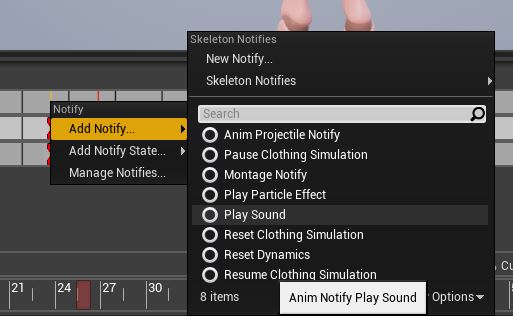 Skeleton Notifies
New Notify...
Skeleton Notifies
Search
Notify
Add Notify...
Add Notify State...
Manage Notifies...
Anim Projectile Notify
Pause Clothing Simulation
Montage Notify
Play Particle Effect
Play Sound
Reset Clothing Simulation
Reset Dynamics
Resume Clothing Simulation
8 items
Options
Anim Notify Play Sound
21
24
27
30